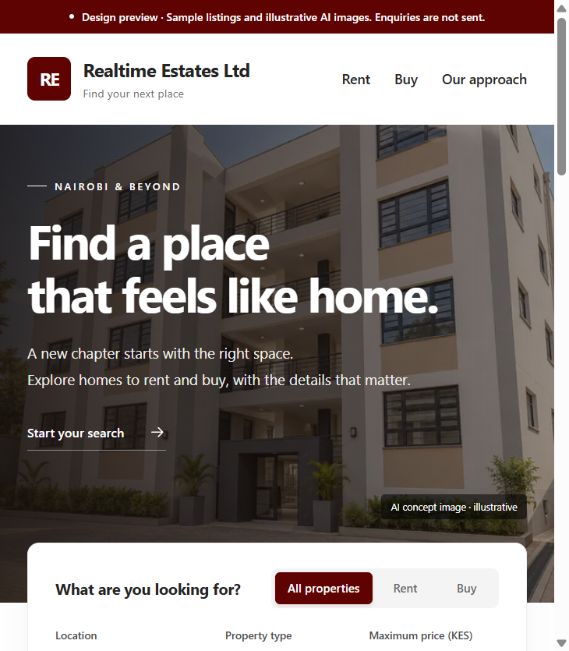 Design preview · Sample listings and illustrative AI images. Enquiries are not sent.
RE
Realtime Estates Ltd
Find your next place
Rent
Buy
Our approach
NAIROBI & BEYOND
Find a place
that feels like home.
A new chapter starts with the right space.
Explore homes to rent and buy, with the details that matter.
Start your search →
AI concept image · illustrative
What are you looking for?
All properties
Rent
Buy
Location
Property type
Maximum price (KES)